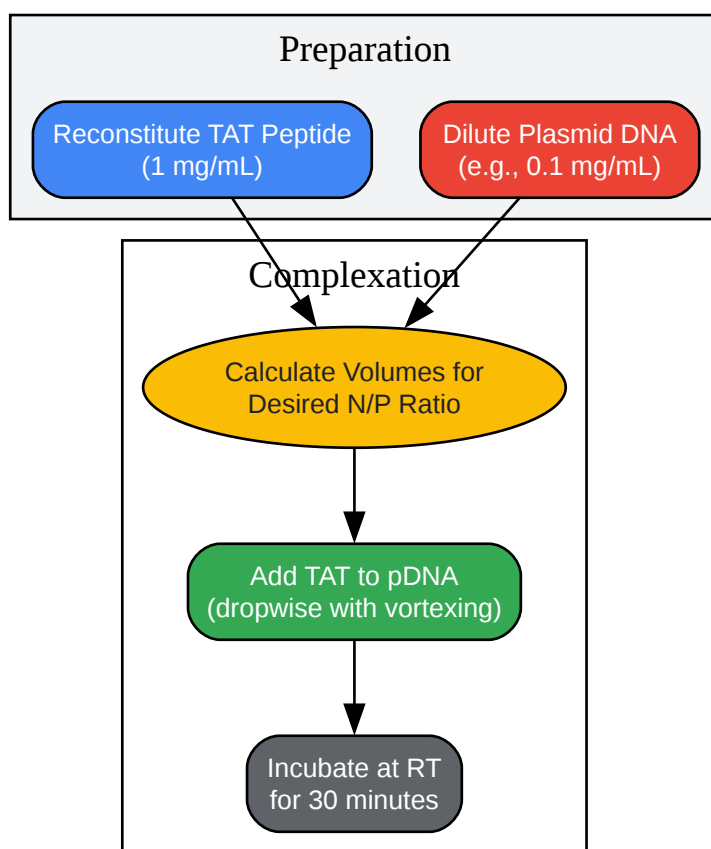 Preparation
Reconstitute TAT Peptide
(1 mg/mL)
Dilute Plasmid DNA
(e.g., 0.1 mg/mL)
Complexation
Calculate Volumes for
Desired N/P Ratio
Add TAT to pDNA
(dropwise with vortexing)
Incubate at RT
for 30 minutes